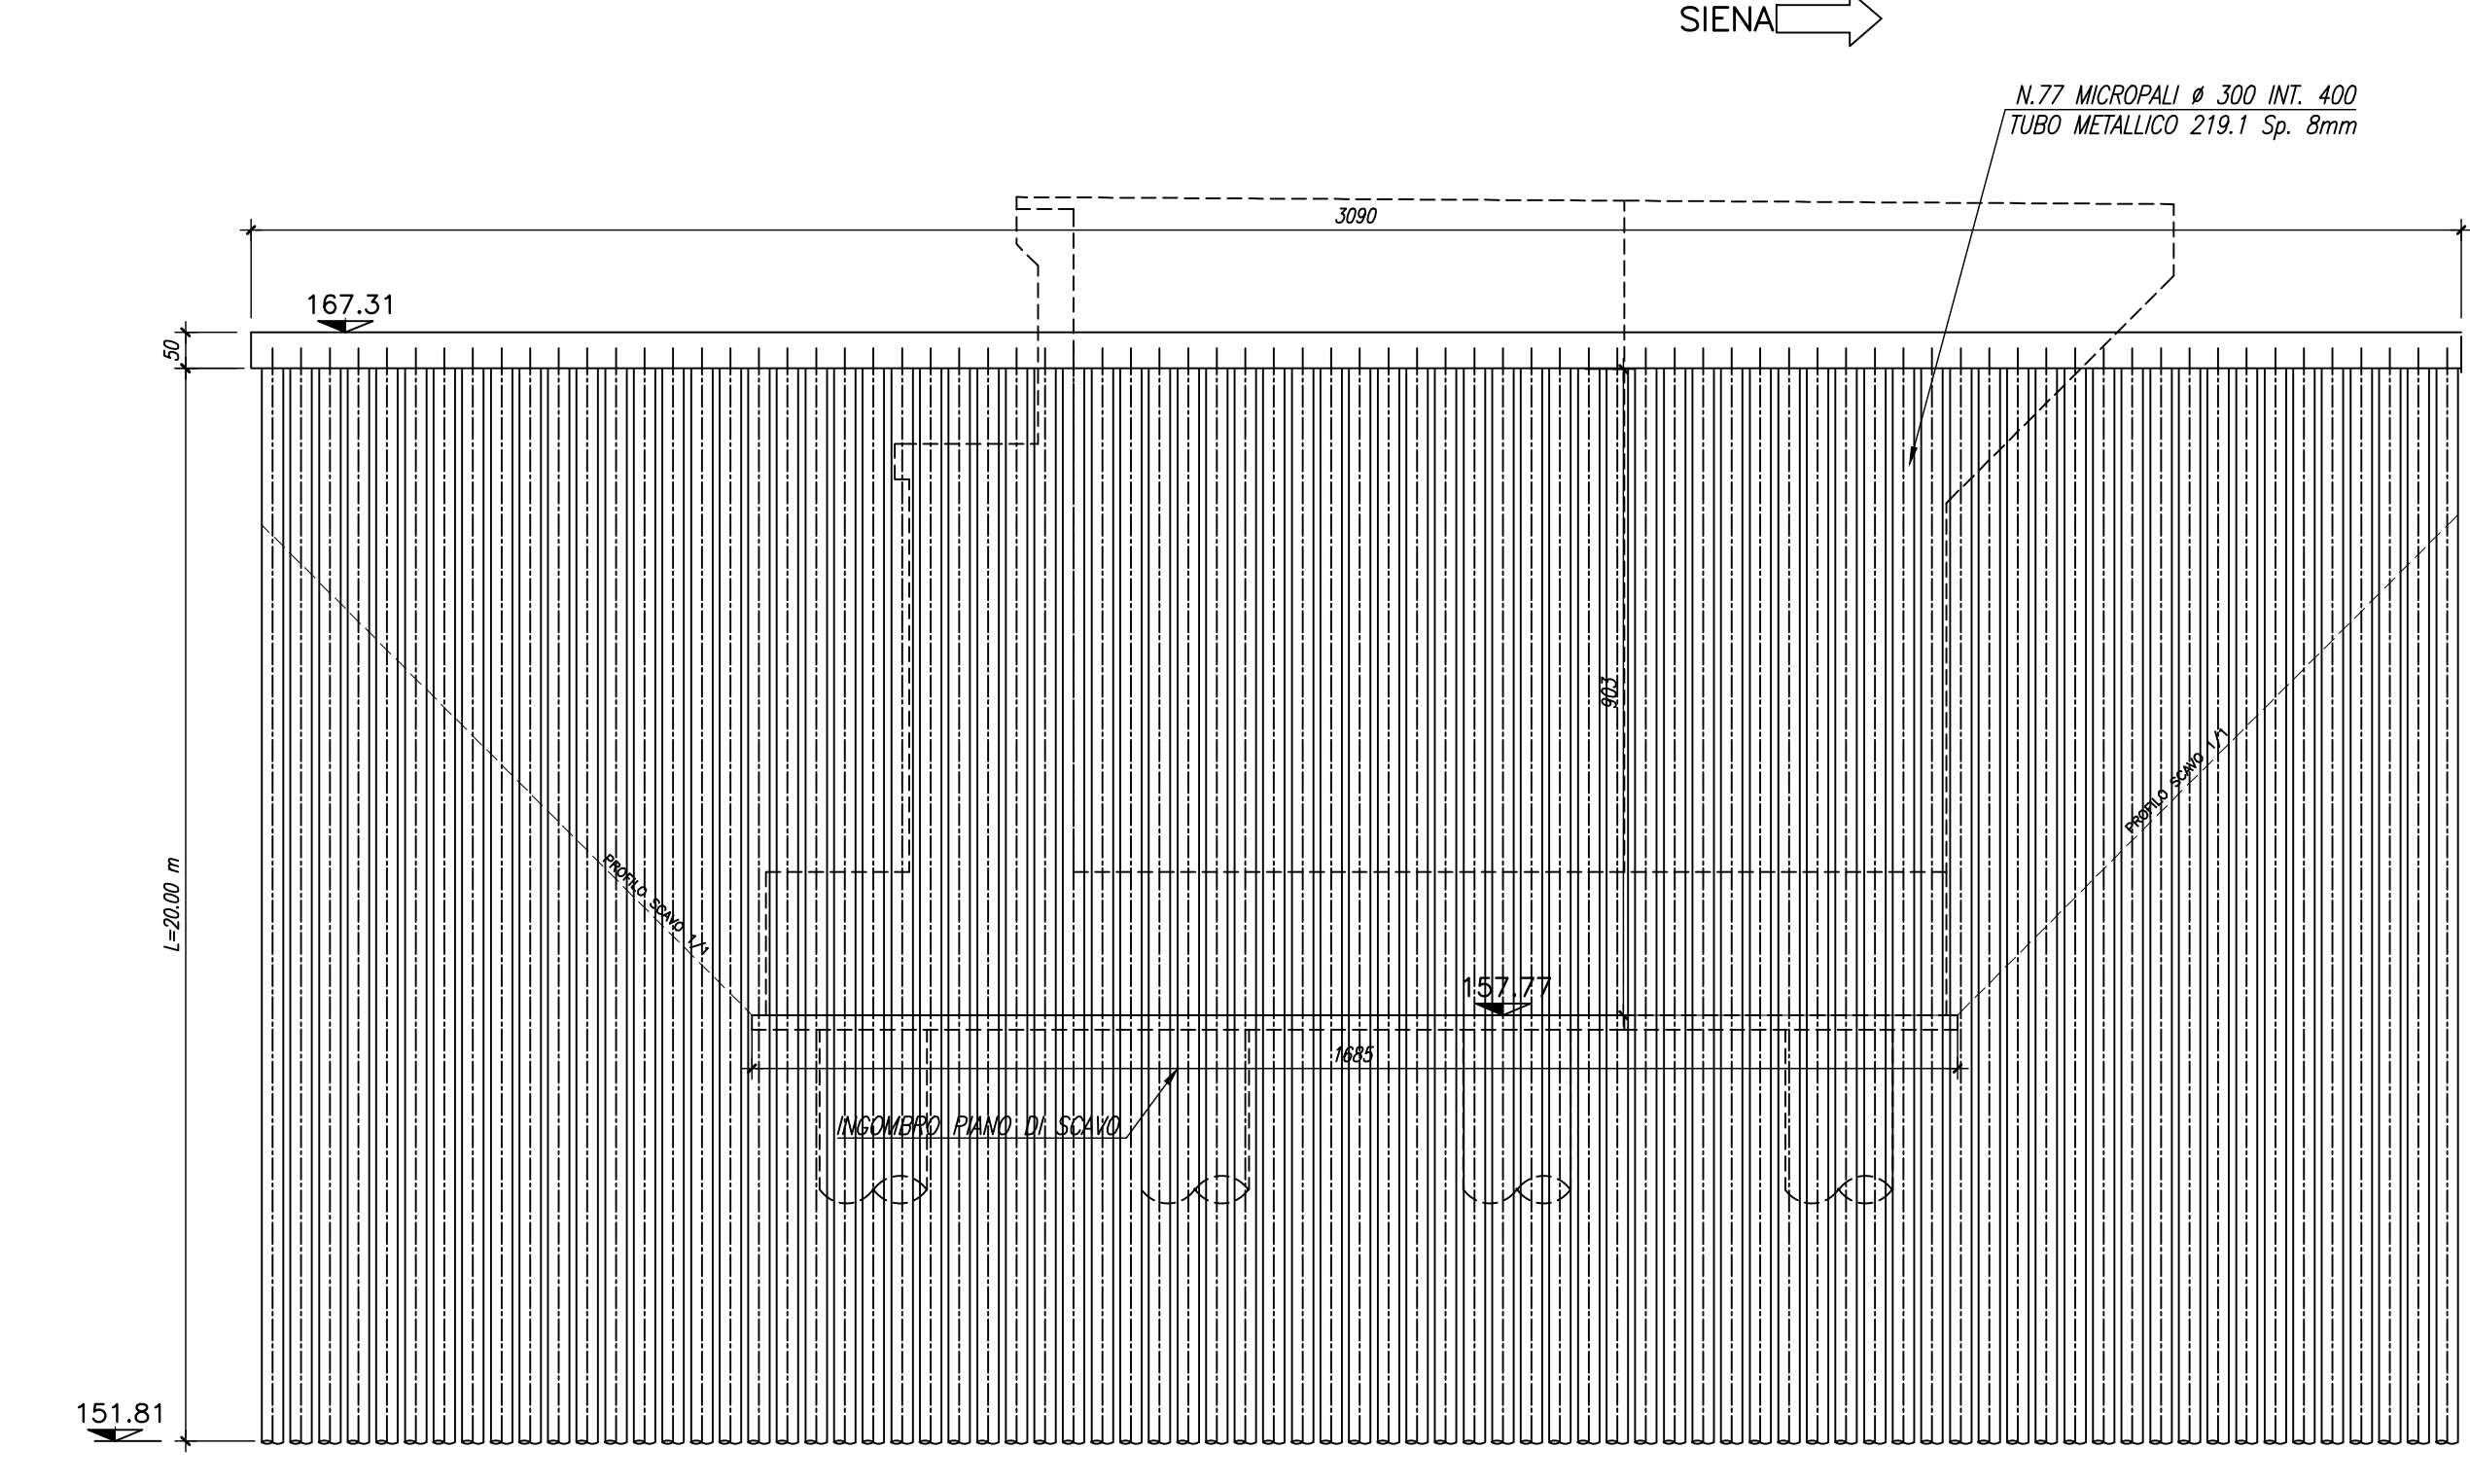 SIENA
N.77 MICROPALI ø 300 INT. 400
TUBO METALLICO 219.1 Sp. 8mm
3090
167.31
50
903
PROFILO SCAVO 1/1
PROFILO SCAVO 1/1
L=20.00 m
157.77
1685
INGOMBRO PIANO DI SCAVO
151.81